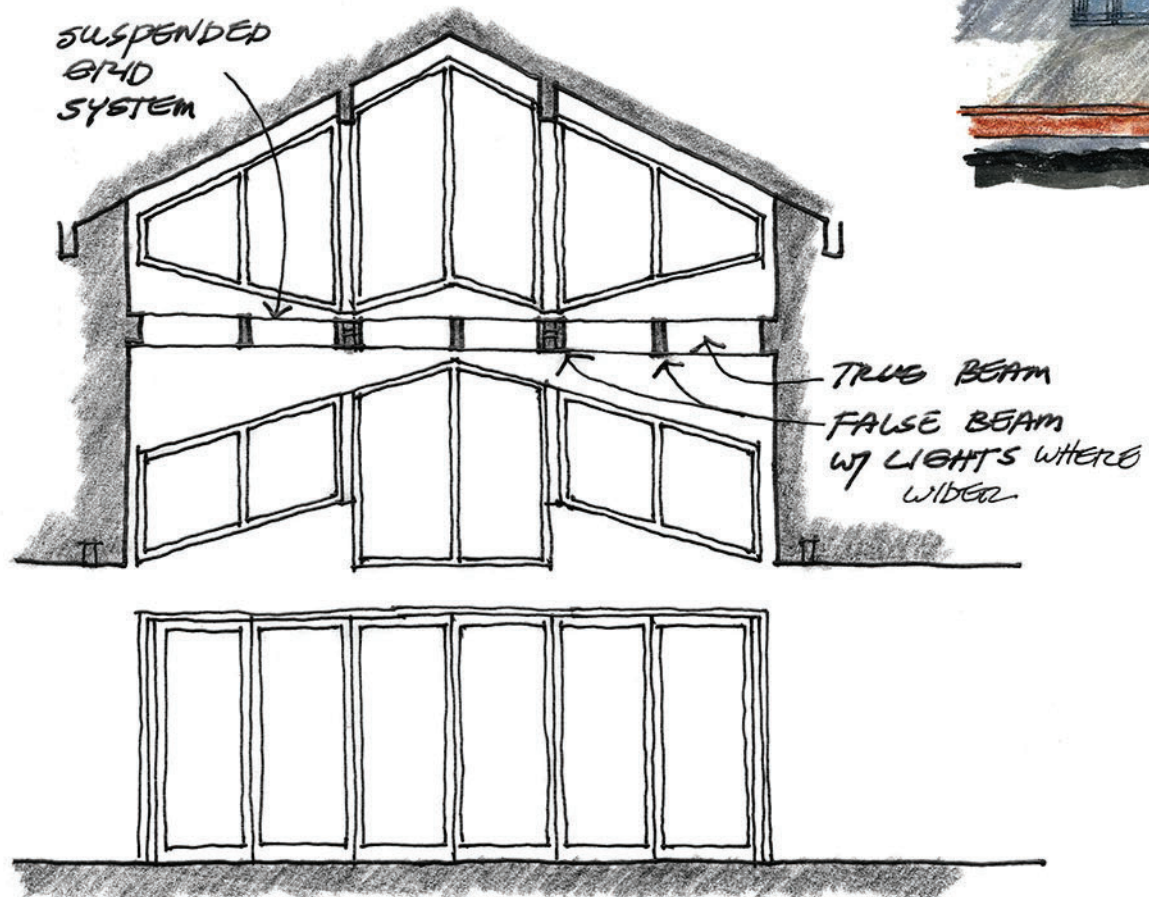 SUSPENDED
GRID
SYSTEM
TRUE BEAM
FALSE BEAM
W/ LIGHTS WHERE
WIDER